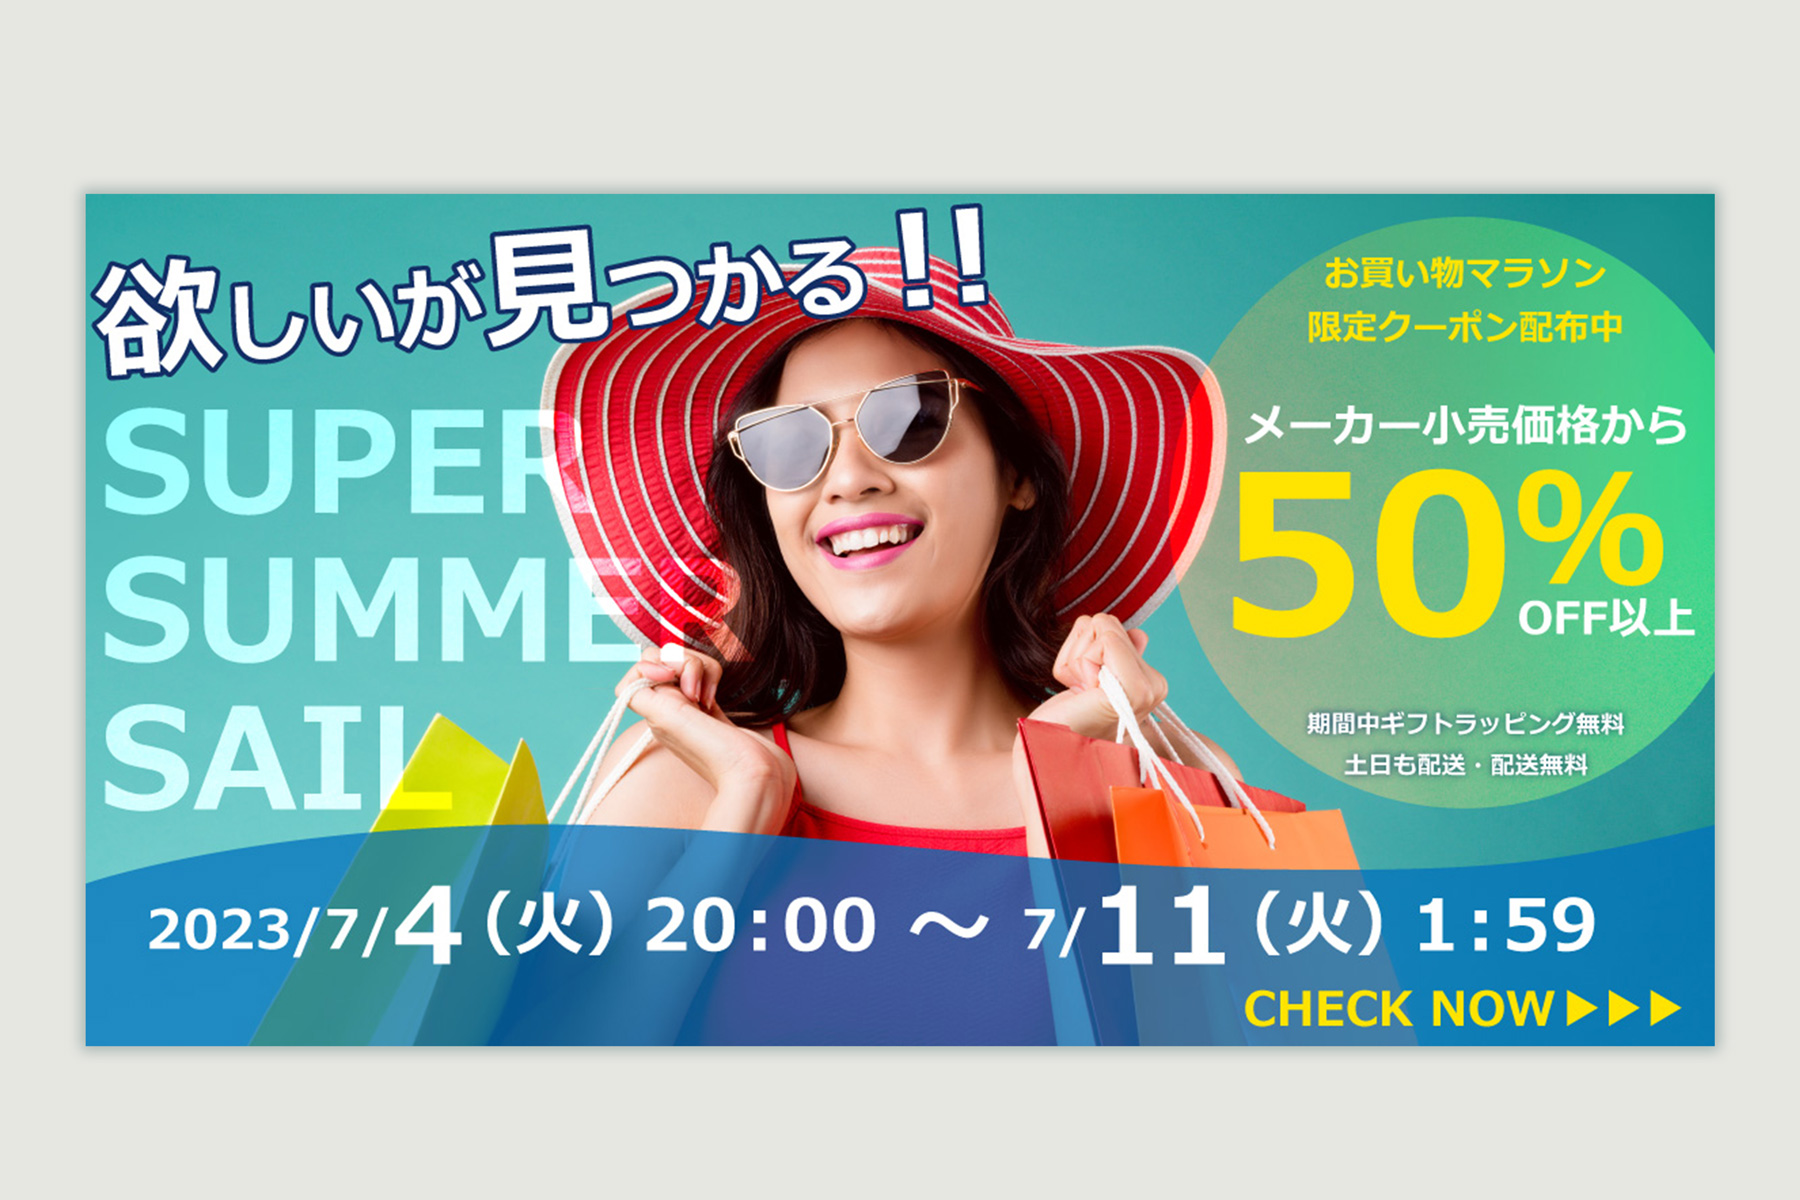 欲しいが見つかる!!
SUPER
SUMMER
SAIL
お買い物マラソン
限定クーポン配布中
メーカー小売価格から
50%
OFF以上
期間中ギフトラッピング無料
土日も配送・配送無料
2023/7/4(火) 20:00 ～ 7/11(火) 1:59
CHECK NOW▶▶▶